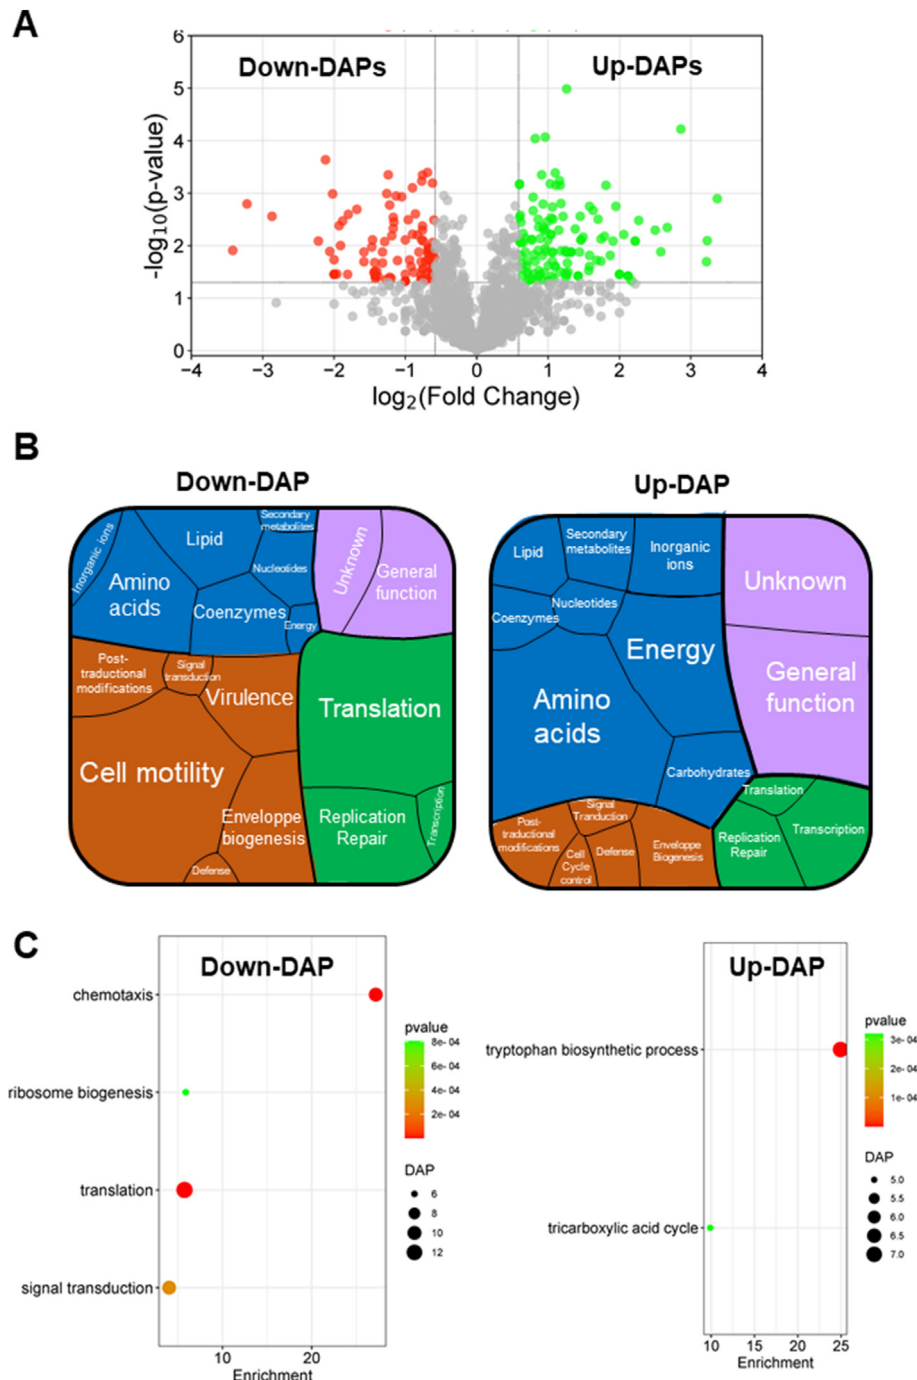 A
Down-DAPs
Up-DAPs
6
5
4
3
2
1
0
-log10(p-value)
−4
−3
−2
−1
0
1
2
3
4
log2(Fold Change)
B
Down-DAP
Inorganic ions
Lipid
Secondary
metabolites
Amino
acids
Nucleotides
Coenzymes
Energy
Unknown
General
function
Post-
traductional
modifications
Signal
transduction
Virulence
Cell motility
Enveloppe
biogenesis
Defense
Translation
Replication
Repair
Transcription
Up-DAP
Lipid
Secondary
metabolites
Inorganic
ions
Coenzymes
Nucleotides
Energy
Amino
acids
Carbohydrates
Unknown
General
function
Post-
traductional
modifications
Signal
Tranduction
Cell
Cycle
control
Defense
Enveloppe
Biogenesis
Translation
Replication
Repair
Transcription
C
Down-DAP
chemotaxis
ribosome biogenesis
translation
signal transduction
10
20
Enrichment
pvalue
8e-04
6e-04
4e-04
2e-04
DAP
6
8
10
12
Up-DAP
tryptophan biosynthetic process
tricarboxylic acid cycle
10
15
20
25
Enrichment
pvalue
3e-04
2e-04
1e-04
DAP
5.0
5.5
6.0
6.5
7.0